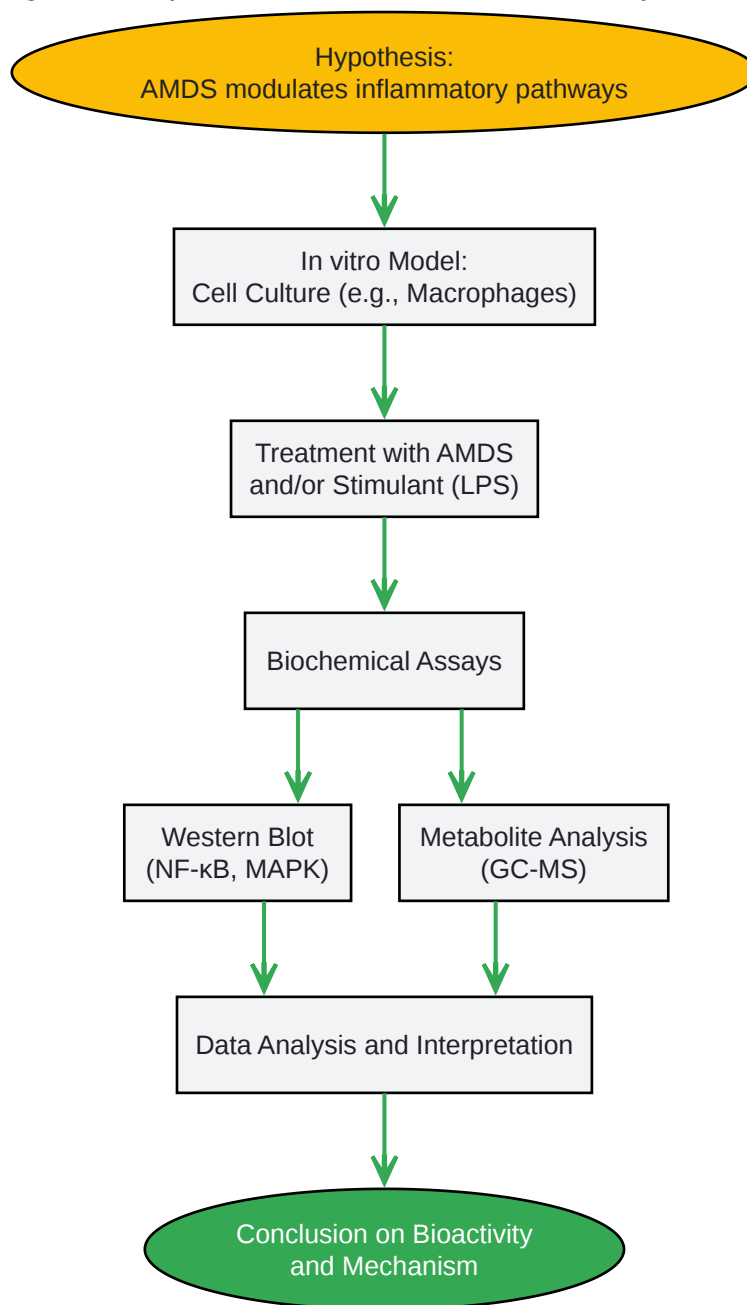 Hypothesis:
AMDS modulates inflammatory pathways
In vitro Model:
Cell Culture (e.g., Macrophages)
Treatment with AMDS
and/or Stimulant (LPS)
Biochemical Assays
Western Blot
(NF-κB, MAPK)
Metabolite Analysis
(GC-MS)
Data Analysis and Interpretation
Conclusion on Bioactivity
and Mechanism